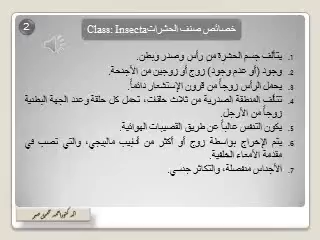 2
خصائص صنف الحشرات Class: Insecta
1. يتألف جسم الحشرة من رأس وصدر وبطن.
2. وجود (أو عدم وجود) زوج أو زوجين من الأجنحة.
3. يحمل الرأس زوجاً من قرون الإستشعار دائماً.
4. تتألف المنطقة الصدرية من ثلاث حلقات، تحمل كل حلقة وعند الجهة البطنية
زوجاً من الأرجل.
5. يكون التنفس غالباً عن طريق القصيبات الهوائية.
6. يتم الإخراج بواسطة زوج أو أكثر من أنابيب مالبيجي، والتي تصب في
مقدمة الأمعاء الخلفية.
7. الأجناس منفصلة، والتكاثر جنسي.